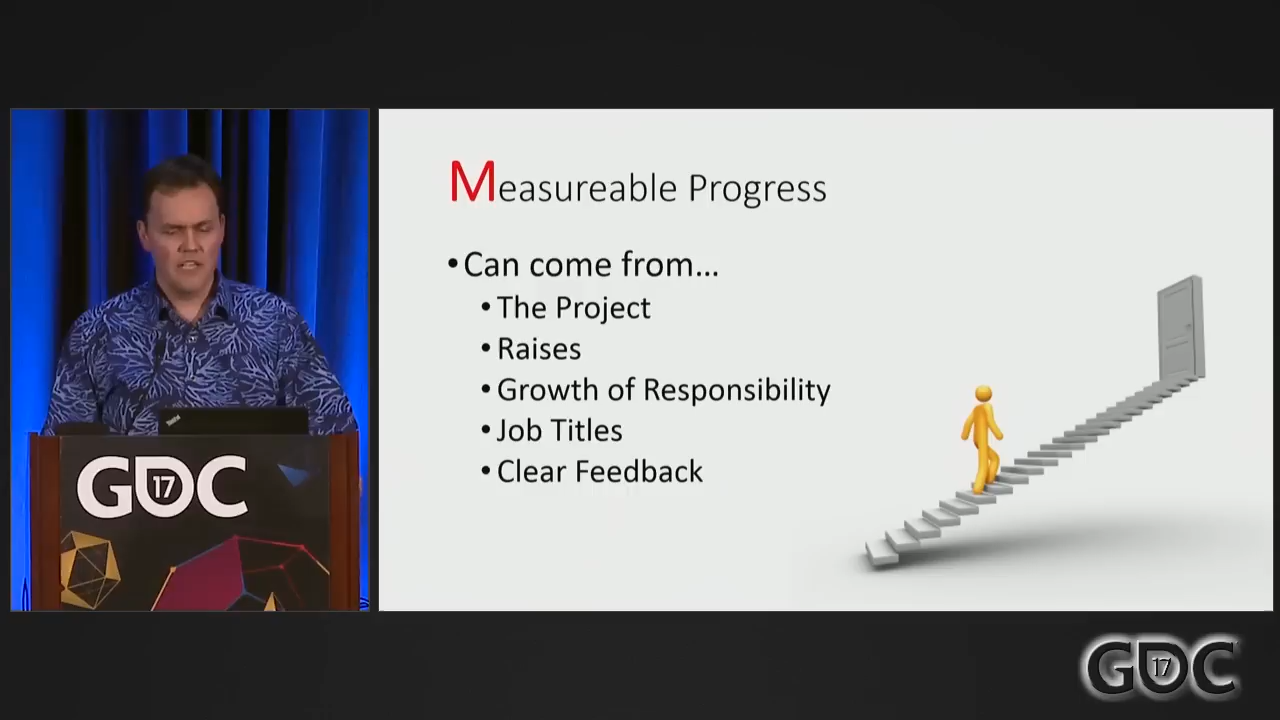 Measureable Progress
•Can come from…
•The Project
•Raises
•Growth of Responsibility
•Job Titles
•Clear Feedback
ThinkPad
GDC
17
GDC
17